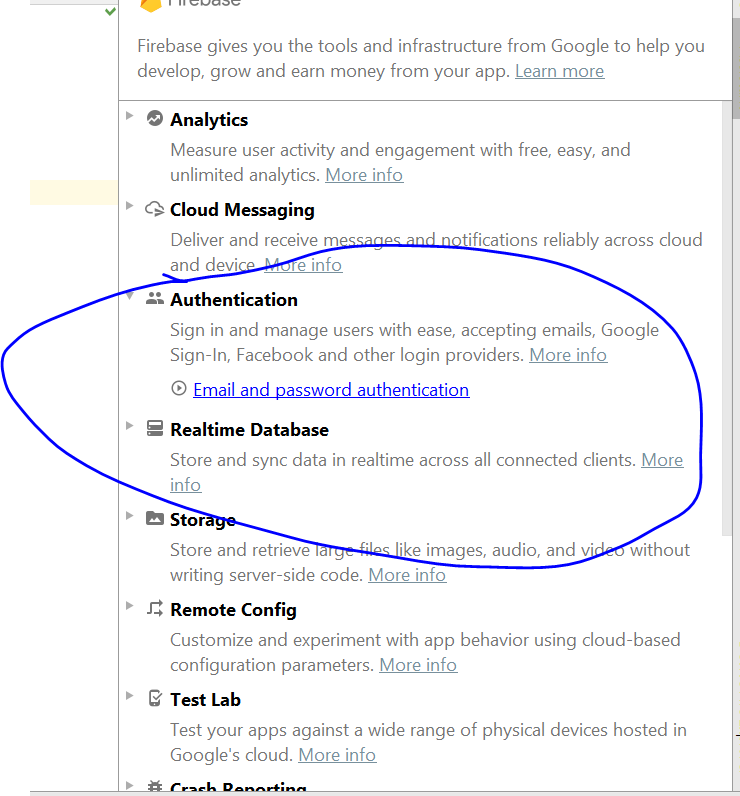 Firebase
Firebase gives you the tools and infrastructure from Google to help you
develop, grow and earn money from your app. Learn more
Analytics
Measure user activity and engagement with free, easy, and
unlimited analytics. More info
Cloud Messaging
Deliver and receive messages and notifications reliably across cloud
and device. More info
Authentication
Sign in and manage users with ease, accepting emails, Google
Sign-In, Facebook and other login providers. More info
Email and password authentication
Realtime Database
Store and sync data in realtime across all connected clients. More
info
Storage
Store and retrieve large files like images, audio, and video without
writing server-side code. More info
Remote Config
Customize and experiment with app behavior using cloud-based
configuration parameters. More info
Test Lab
Test your apps against a wide range of physical devices hosted in
Google's cloud. More info
Crash Reporting